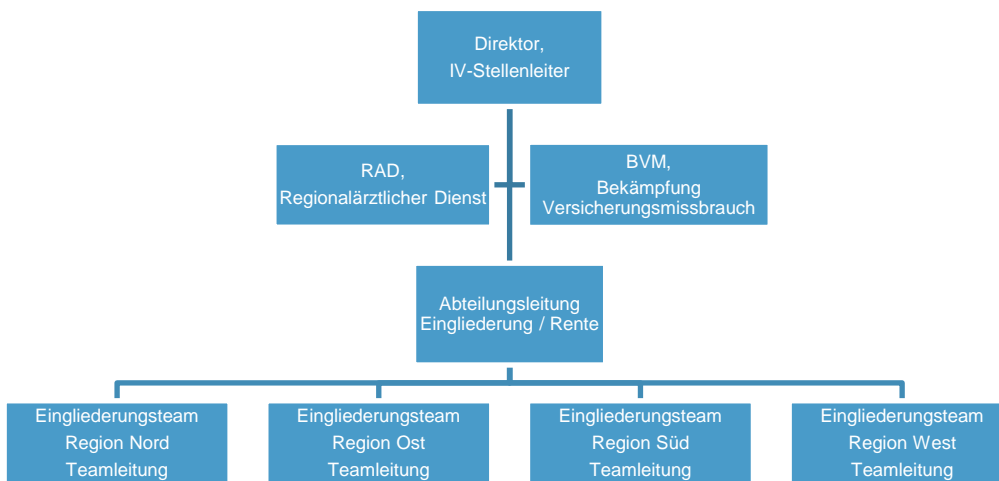 Direktor,
IV-Stellenleiter
RAD,
Regionalärztlicher Dienst
BVM,
Bekämpfung
Versicherungsmissbrauch
Abteilungsleitung
Eingliederung / Rente
Eingliederungsteam
Region Nord
Teamleitung
Eingliederungsteam
Region Ost
Teamleitung
Eingliederungsteam
Region Süd
Teamleitung
Eingliederungsteam
Region West
Teamleitung